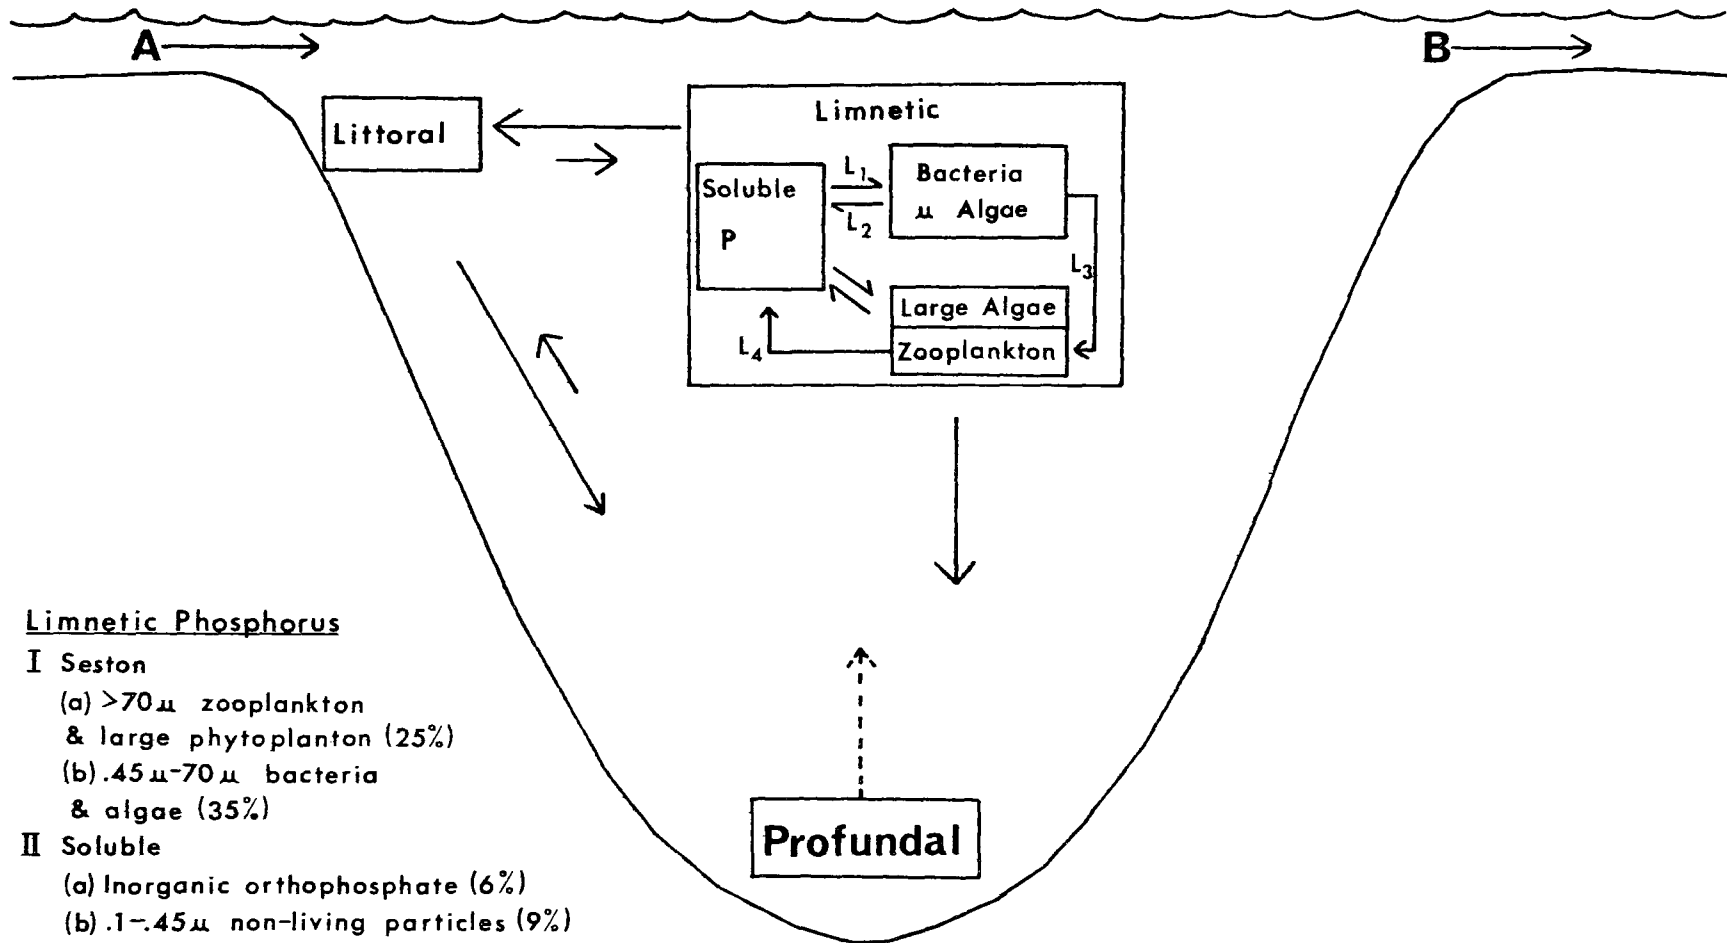 A
B
Littoral
Limnetic
Soluble
P
L1
L2
Bacteria
μ Algae
L3
Large Algae
Zooplankton
L4
Profundal
Limnetic Phosphorus
I Seston
(a) >70μ zooplankton
& large phytoplanton (25%)
(b) .45μ-70μ bacteria
& algae (35%)
II Soluble
(a) Inorganic orthophosphate (6%)
(b) .1-.45μ non-living particles (9%)